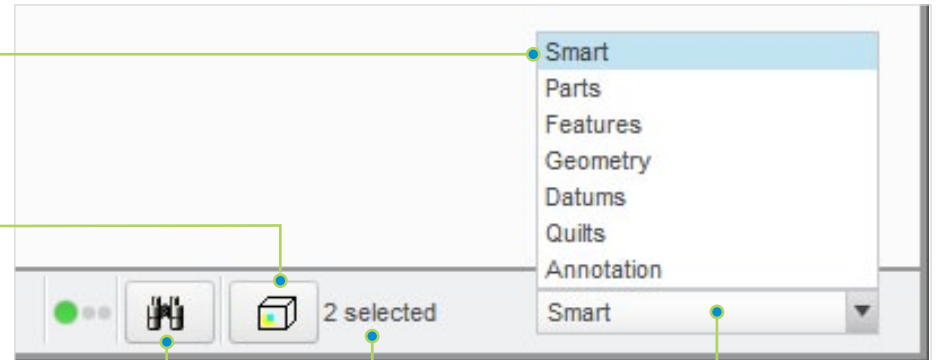 Smart
Parts
Features
Geometry
Datums
Quilts
Annotation
2 selected
Smart